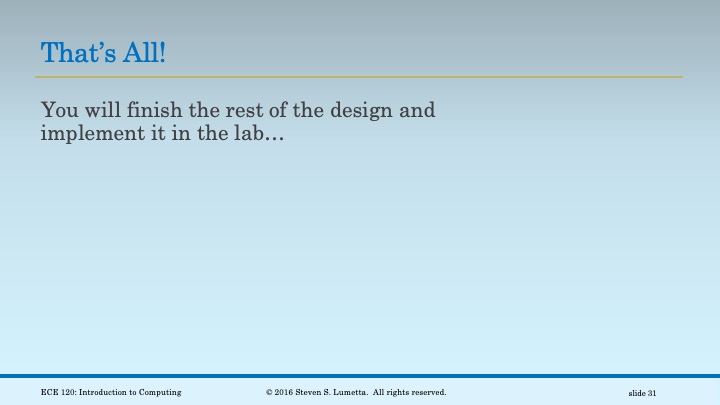 That’s All!
You will finish the rest of the design and
implement it in the lab…
ECE 120: Introduction to Computing
© 2016 Steven S. Lumetta.  All rights reserved.
slide 31